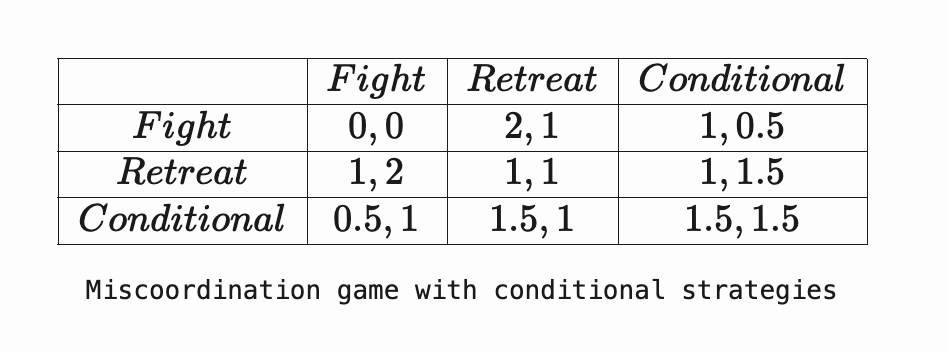 Fight Retreat Conditional
Fight 0, 0 2, 1 1, 0.5
Retreat 1, 2 1, 1 1, 1.5
Conditional 0.5, 1 1.5, 1 1.5, 1.5
Miscoordination game with conditional strategies